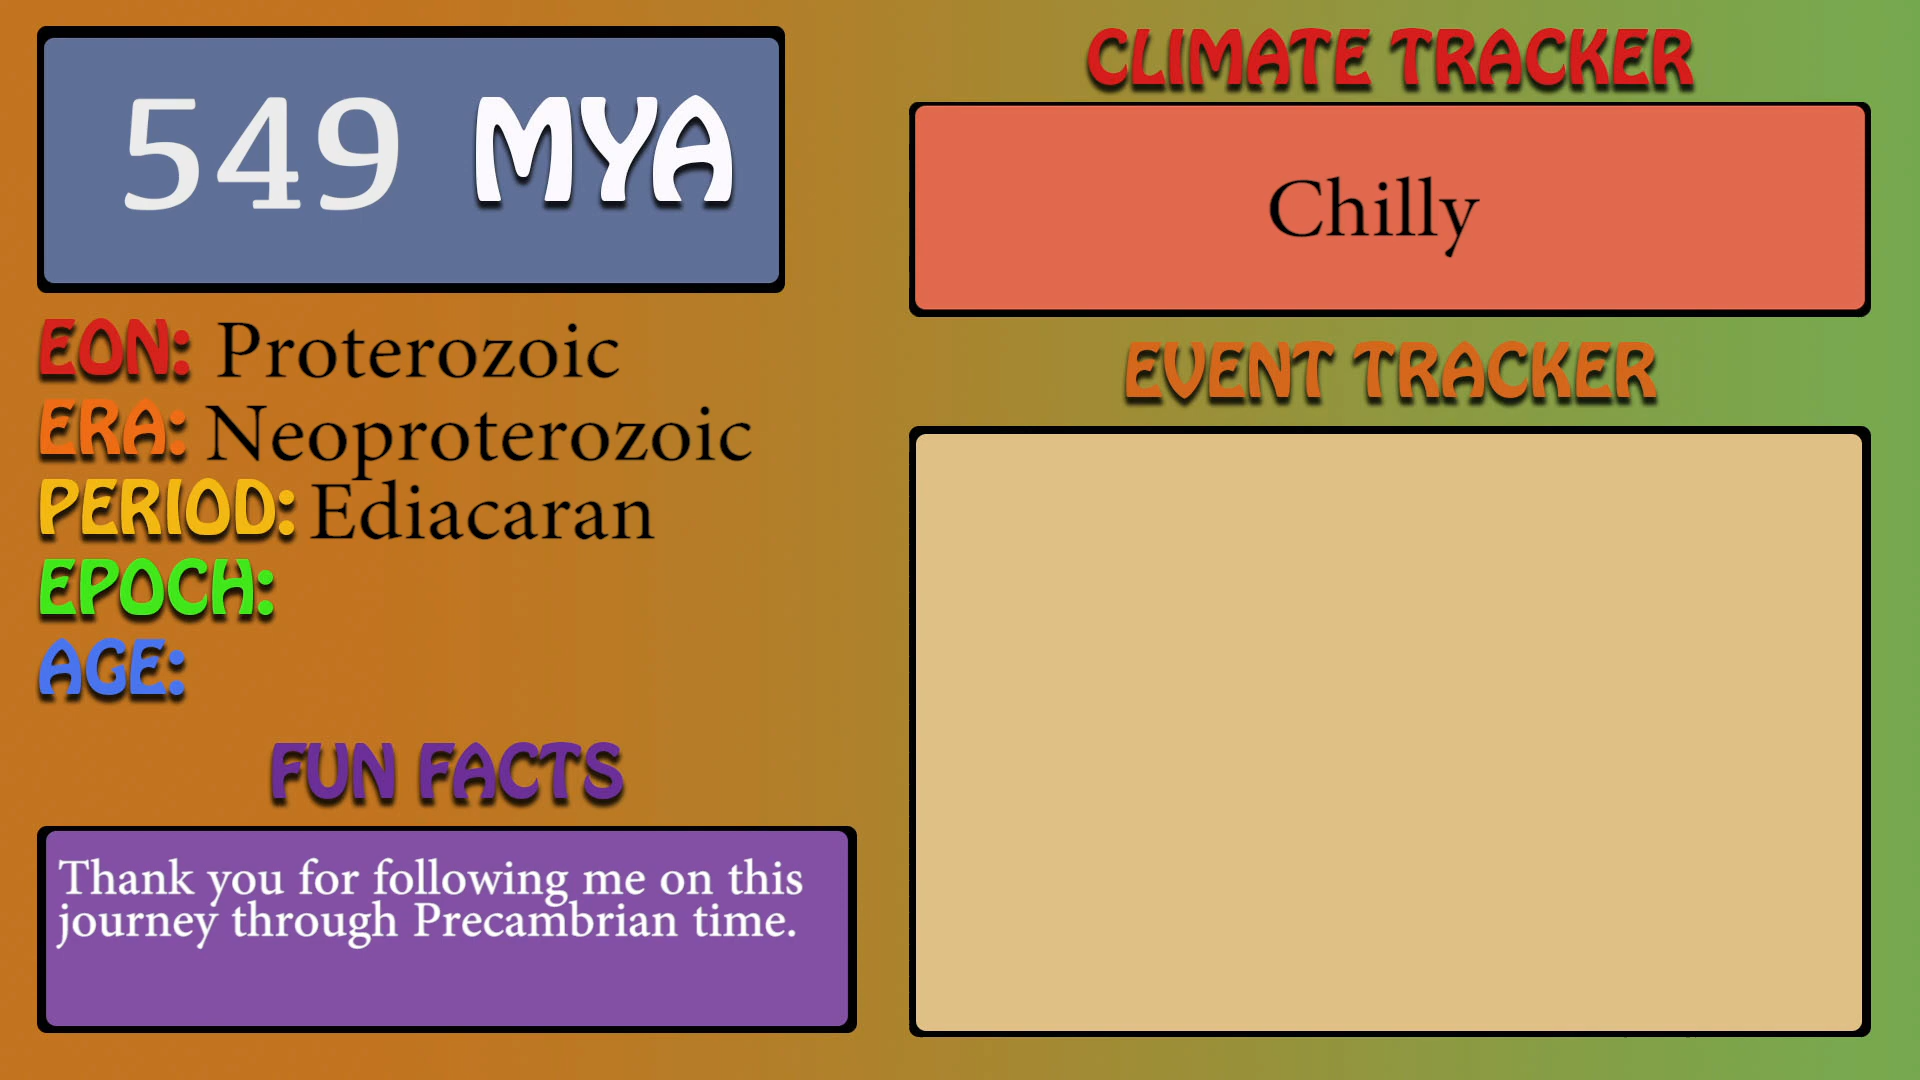 549 MYA
EON: Proterozoic
ERA: Neoproterozoic
PERIOD: Ediacaran
EPOCH:
AGE:
FUN FACTS
Thank you for following me on this
journey through Precambrian time.
CLIMATE TRACKER
Chilly
EVENT TRACKER